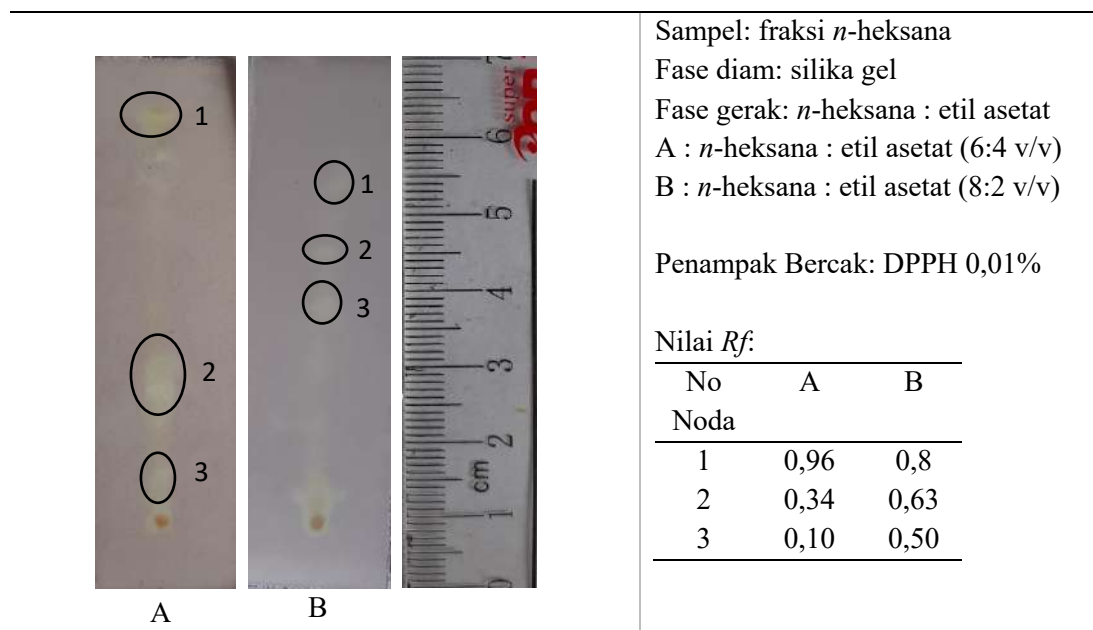 1
2
3
A
1
2
3
B
super
7
6
5
4
3
2
cm
1
0
Sampel: fraksi n-heksana
Fase diam: silika gel
Fase gerak: n-heksana : etil asetat
A : n-heksana : etil asetat (6:4 v/v)
B : n-heksana : etil asetat (8:2 v/v)
Penampak Bercak: DPPH 0,01%
Nilai Rf:
No Noda A B
1 0,96 0,8
2 0,34 0,63
3 0,10 0,50